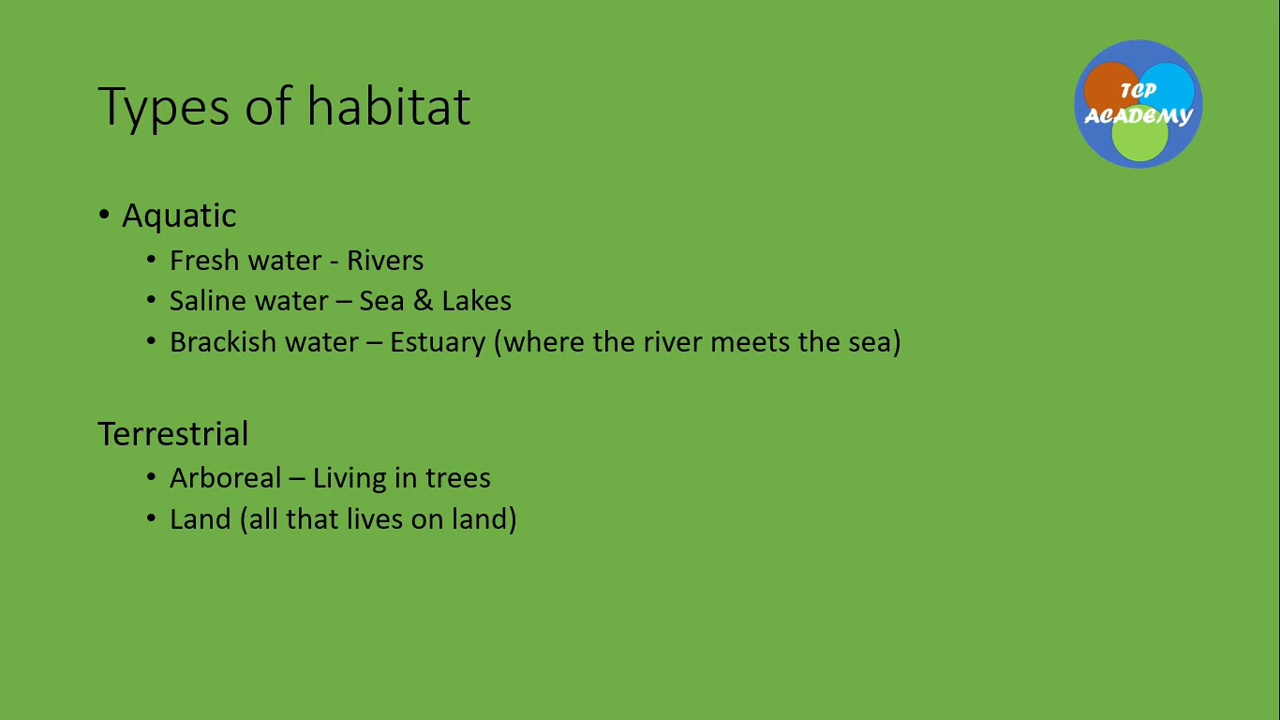 Types of habitat
TCP
ACADEMY
• Aquatic
• Fresh water - Rivers
• Saline water – Sea & Lakes
• Brackish water – Estuary (where the river meets the sea)
Terrestrial
• Arboreal – Living in trees
• Land (all that lives on land)